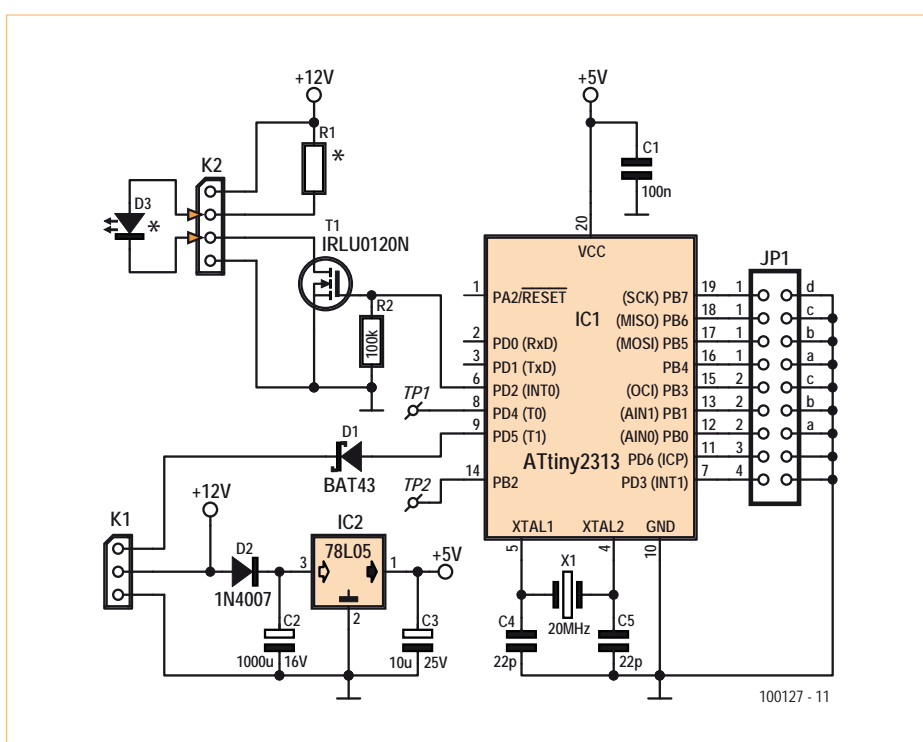 +12V
+5V
R1
*
K2
C1
100n
D3
*
T1
IRLU0120N
20
VCC
JP1
R2
100k
1 PA2/RESET
IC1
(SCK) PB7 19 1 d
(MISO) PB6 18 1 c
2 PD0 (RxD)
(MOSI) PB5 17 1 b
3 PD1 (TxD)
PB4 16 1 a
6 PD2 (INT0)
(OCI) PB3 15 2 c
TP1
8 PD4 (T0)
(AIN1) PB1 13 2 b
D1
BAT43
9 PD5 (T1)
(AIN0) PB0 12 2 a
ATtiny2313
PD6 (ICP) 11 3
TP2
14 PB2
PD3 (INT1) 7 4
+12V
K1
IC2
XTAL1 XTAL2 GND
5 4 10
D2
1N4007
3 78L05 1
+5V
2
X1
20MHz
C2
1000u 16V
C3
10u 25V
C4
22p
C5
22p
100127 - 11